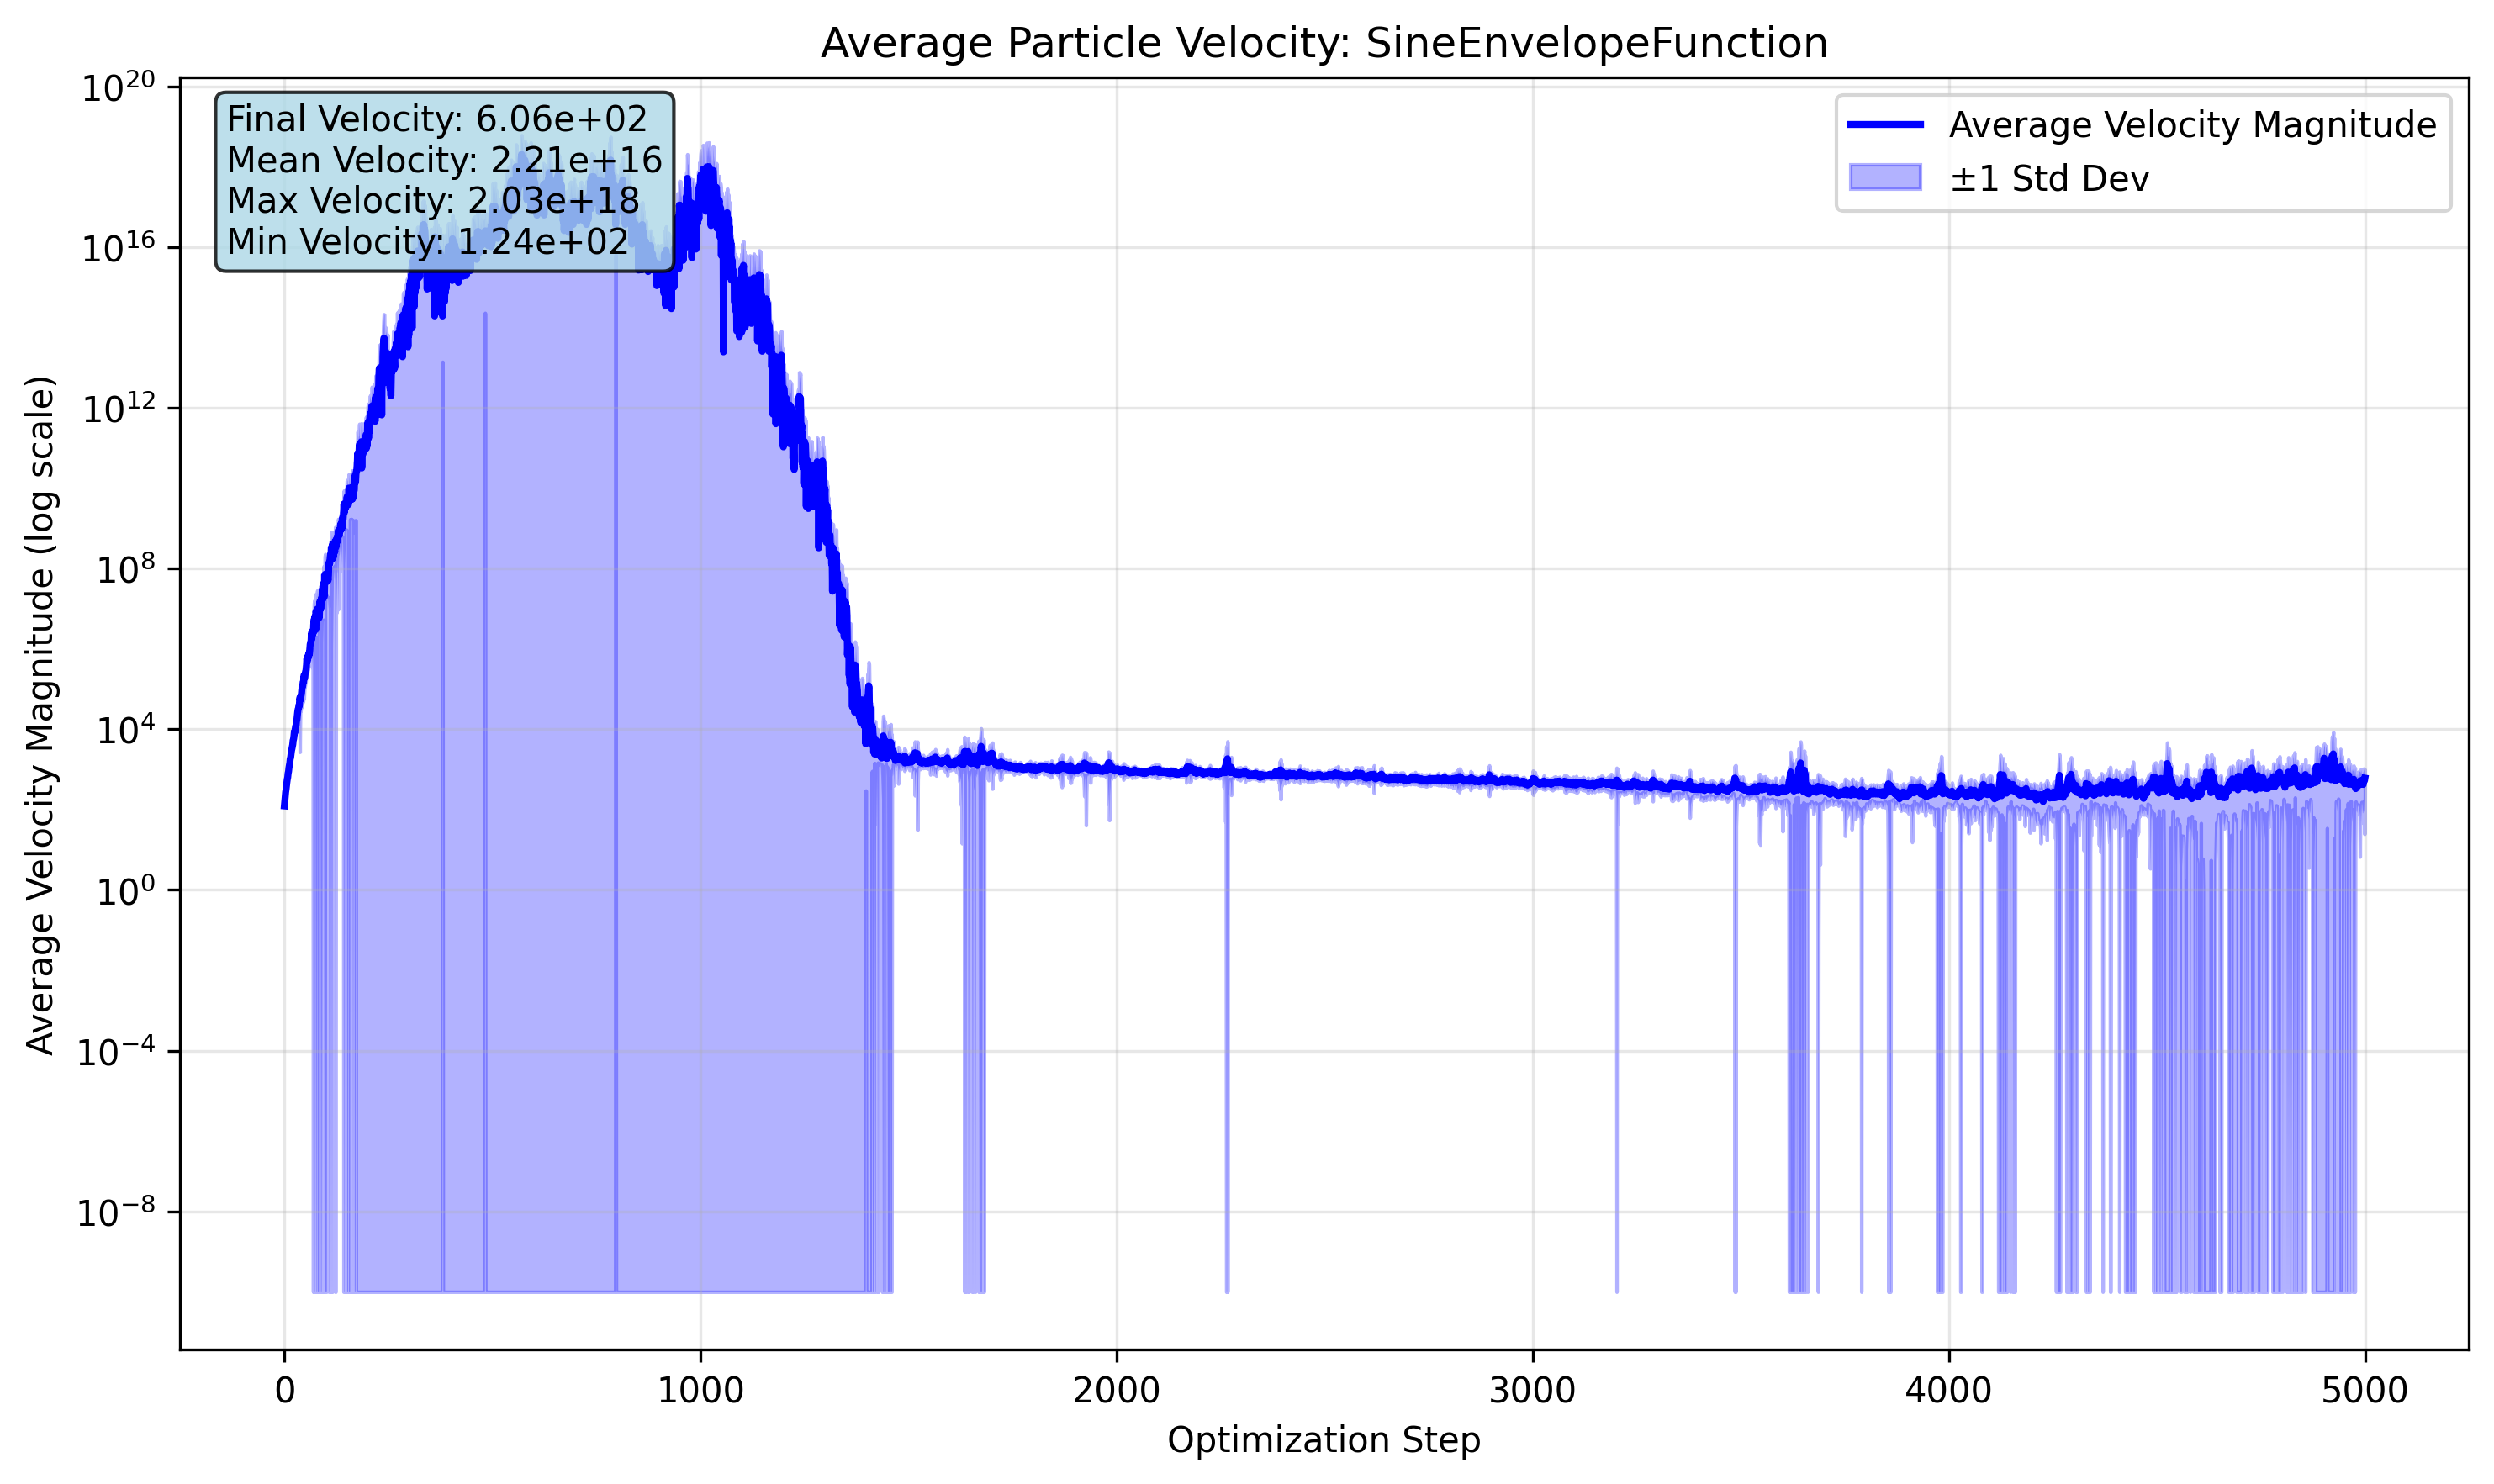 Average Particle Velocity: SineEnvelopeFunction
Final Velocity: 6.06e+02
Mean Velocity: 2.21e+16
Max Velocity: 2.03e+18
Min Velocity: 1.24e+02
Average Velocity Magnitude
±1 Std Dev
Average Velocity Magnitude (log scale)
10²⁰
10¹⁶
10¹²
10⁸
10⁴
10⁰
10⁻⁴
10⁻⁸
0 1000 2000 3000 4000 5000
Optimization Step